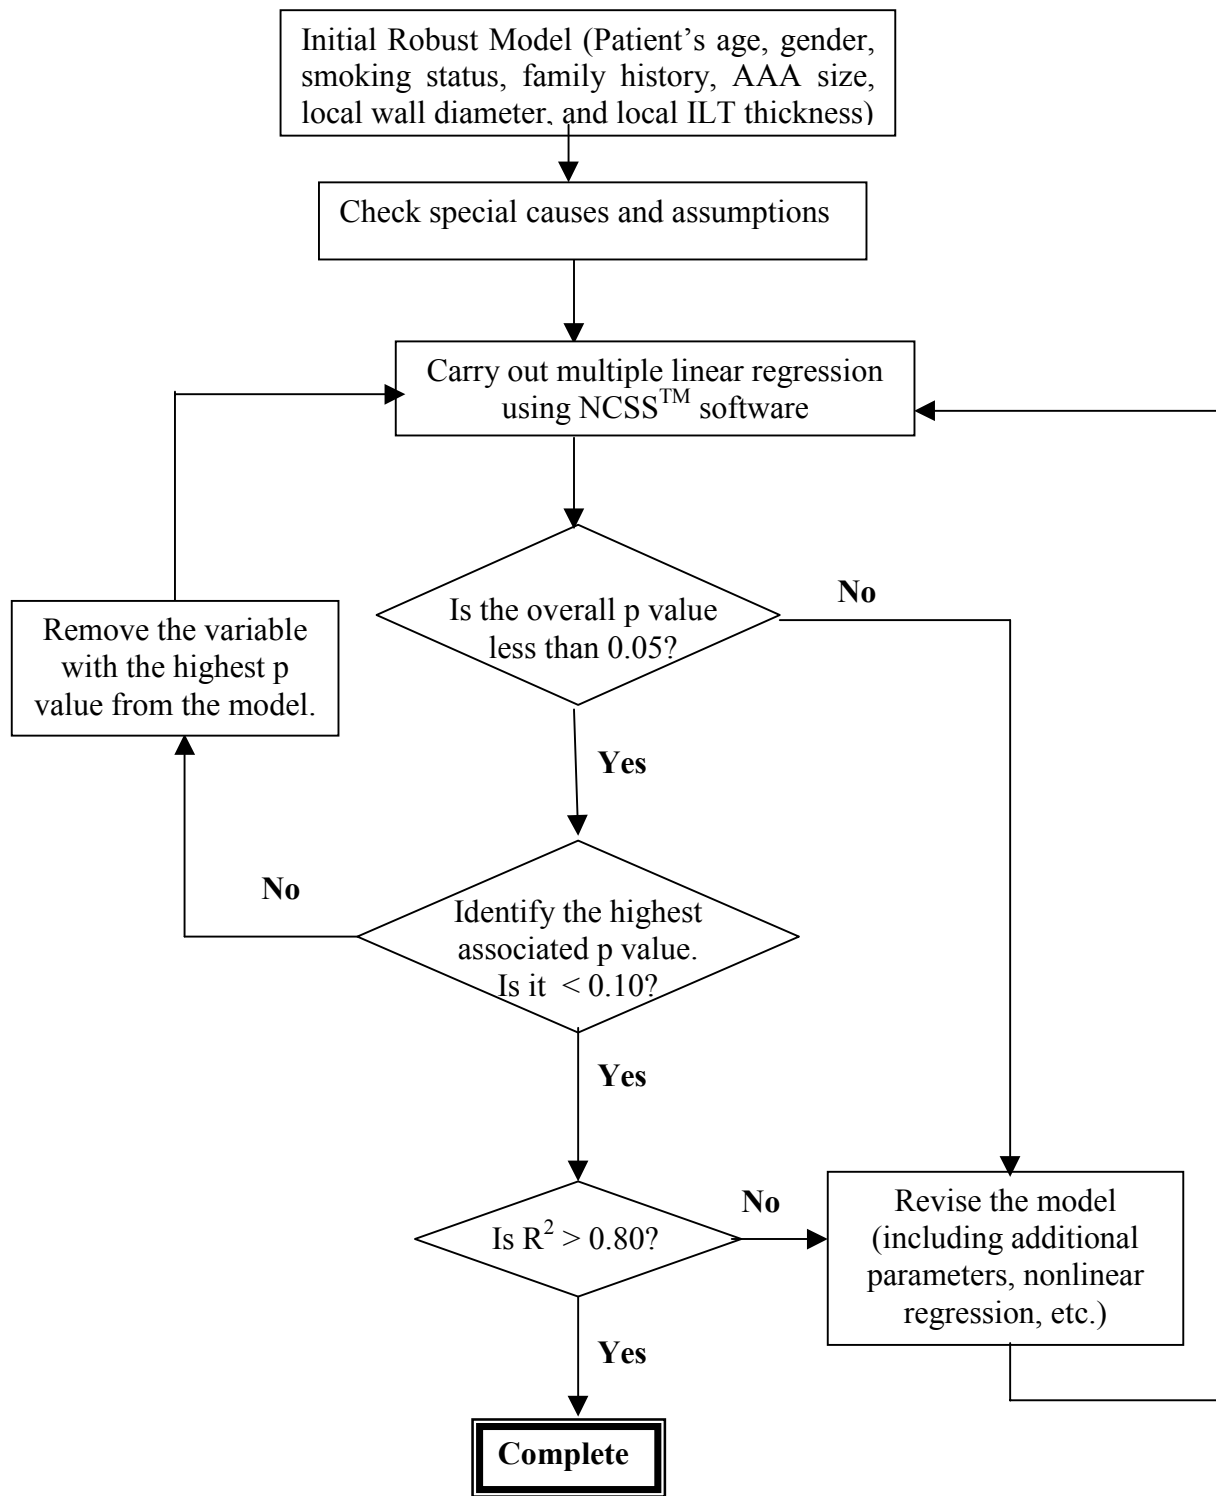 Initial Robust Model (Patient’s age, gender,
smoking status, family history, AAA size,
local wall diameter, and local ILT thickness)
Check special causes and assumptions
Carry out multiple linear regression
using NCSS™ software
Is the overall p value
less than 0.05?
No
Remove the variable
with the highest p
value from the model.
Yes
No
Identify the highest
associated p value.
Is it < 0.10?
Yes
Is R² > 0.80?
No
Revise the model
(including additional
parameters, nonlinear
regression, etc.)
Yes
Complete